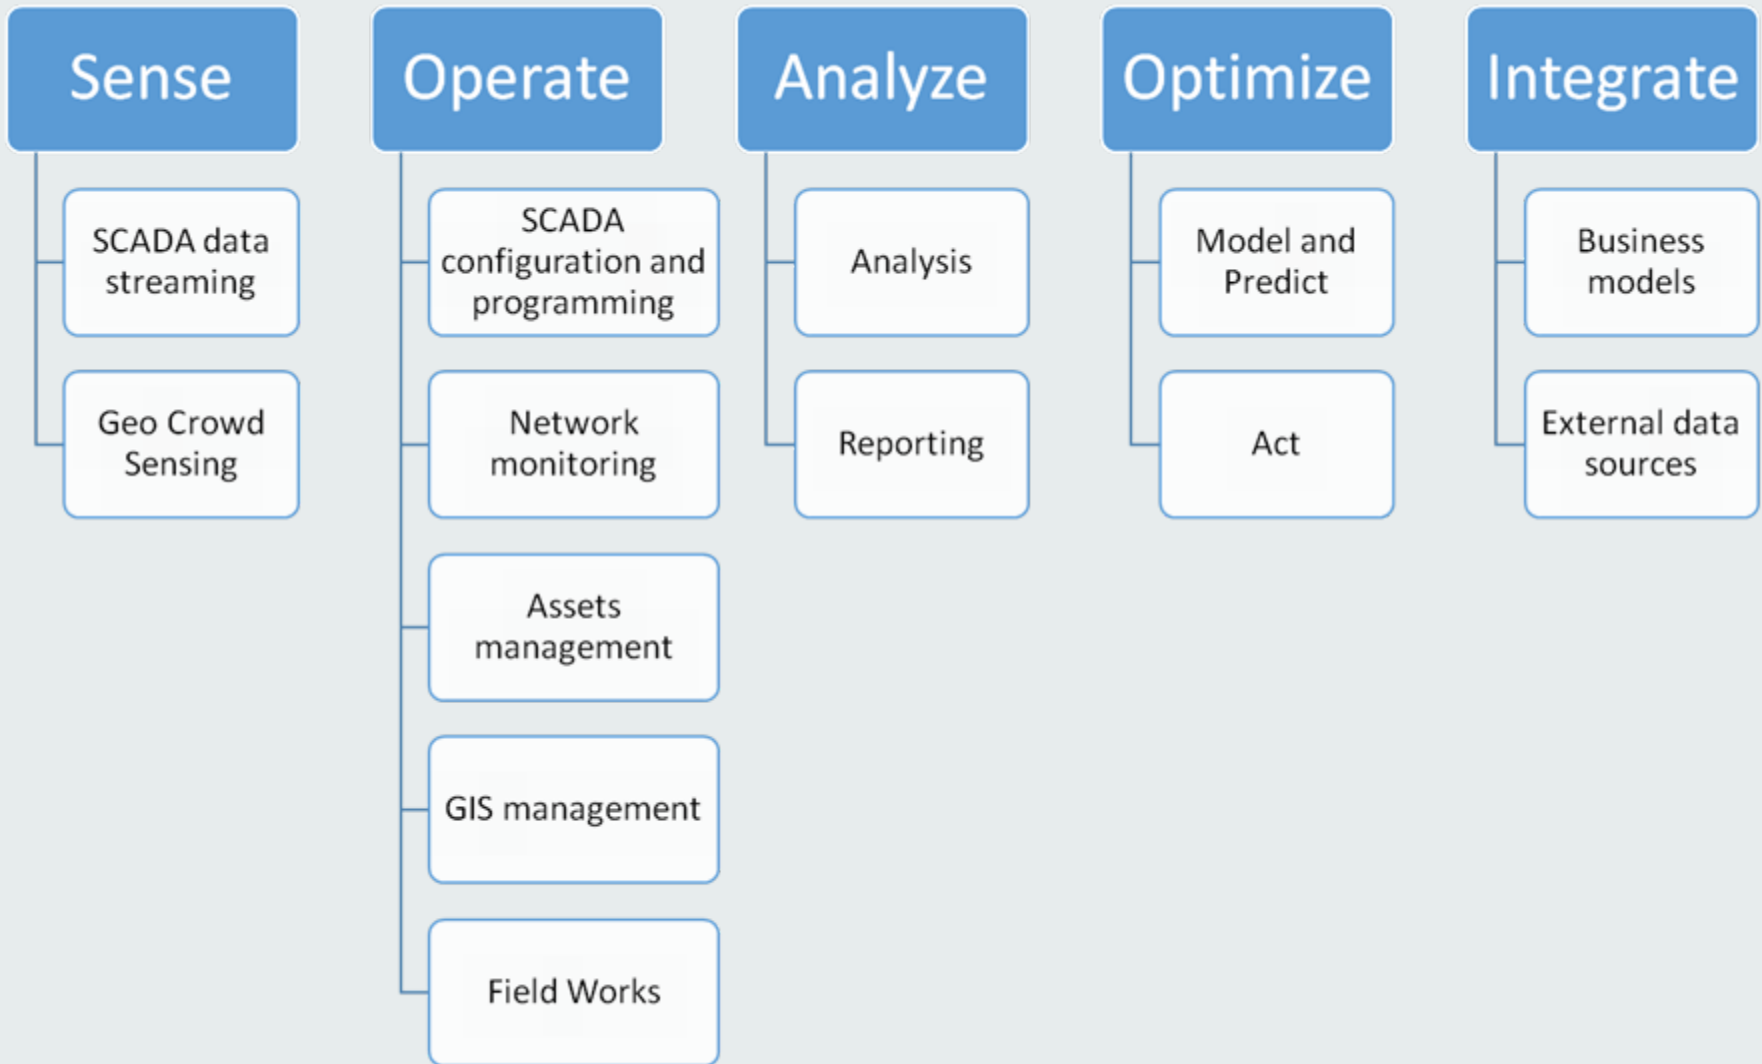 Sense
SCADA data
streaming
Geo Crowd
Sensing
Operate
SCADA
configuration and
programming
Network
monitoring
Assets
management
GIS management
Field Works
Analyze
Analysis
Reporting
Optimize
Model and
Predict
Act
Integrate
Business
models
External data
sources